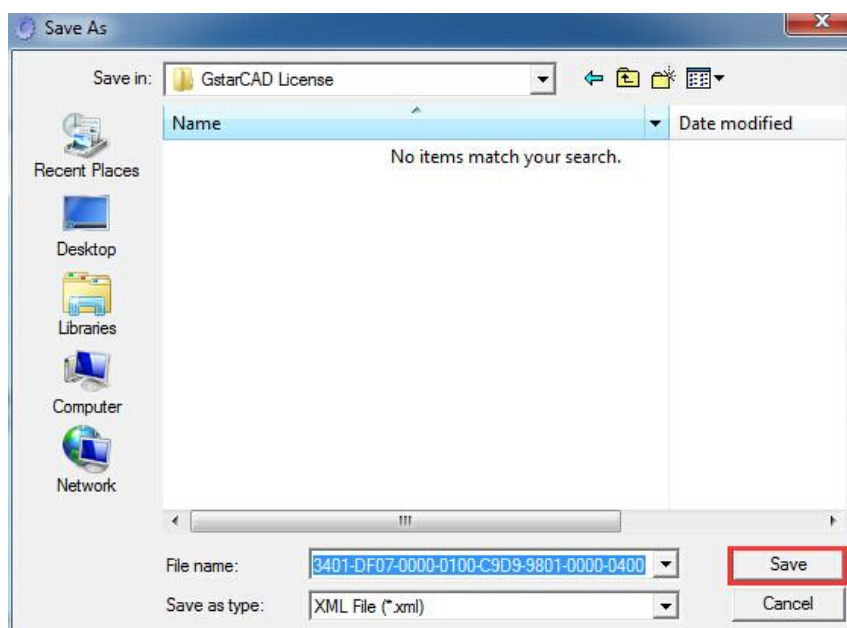 Save As
Save in: GstarCAD License
Name Date modified
No items match your search.
Recent Places
Desktop
Libraries
Computer
Network
File name: 3401-DF07-0000-0100-C9D9-9801-0000-0400 Save
Save as type: XML File (*.xml) Cancel